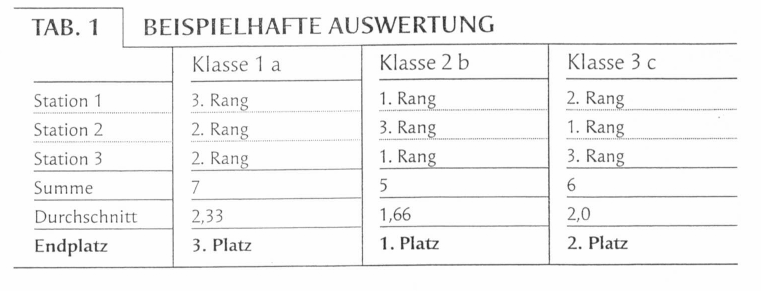 TAB. 1 BEISPIELHAFTE AUSWERTUNG
Klasse 1 a Klasse 2 b Klasse 3 c
Station 1 3. Rang 1. Rang 2. Rang
Station 2 2. Rang 3. Rang 1. Rang
Station 3 2. Rang 1. Rang 3. Rang
Summe 7 5 6
Durchschnitt 2,33 1,66 2,0
Endplatz 3. Platz 1. Platz 2. Platz